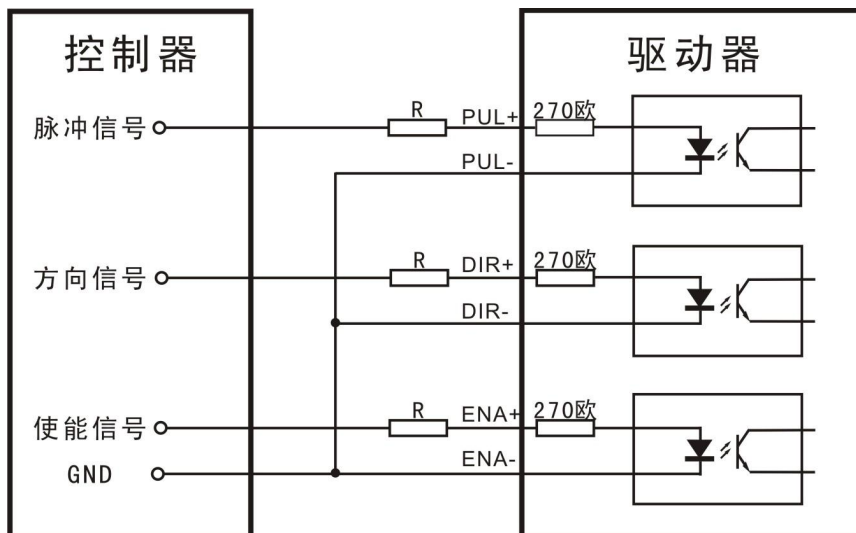 控制器
驱动器
脉冲信号
R
PUL+
270欧
PUL-
方向信号
R
DIR+
270欧
DIR-
使能信号
R
ENA+
270欧
GND
ENA-